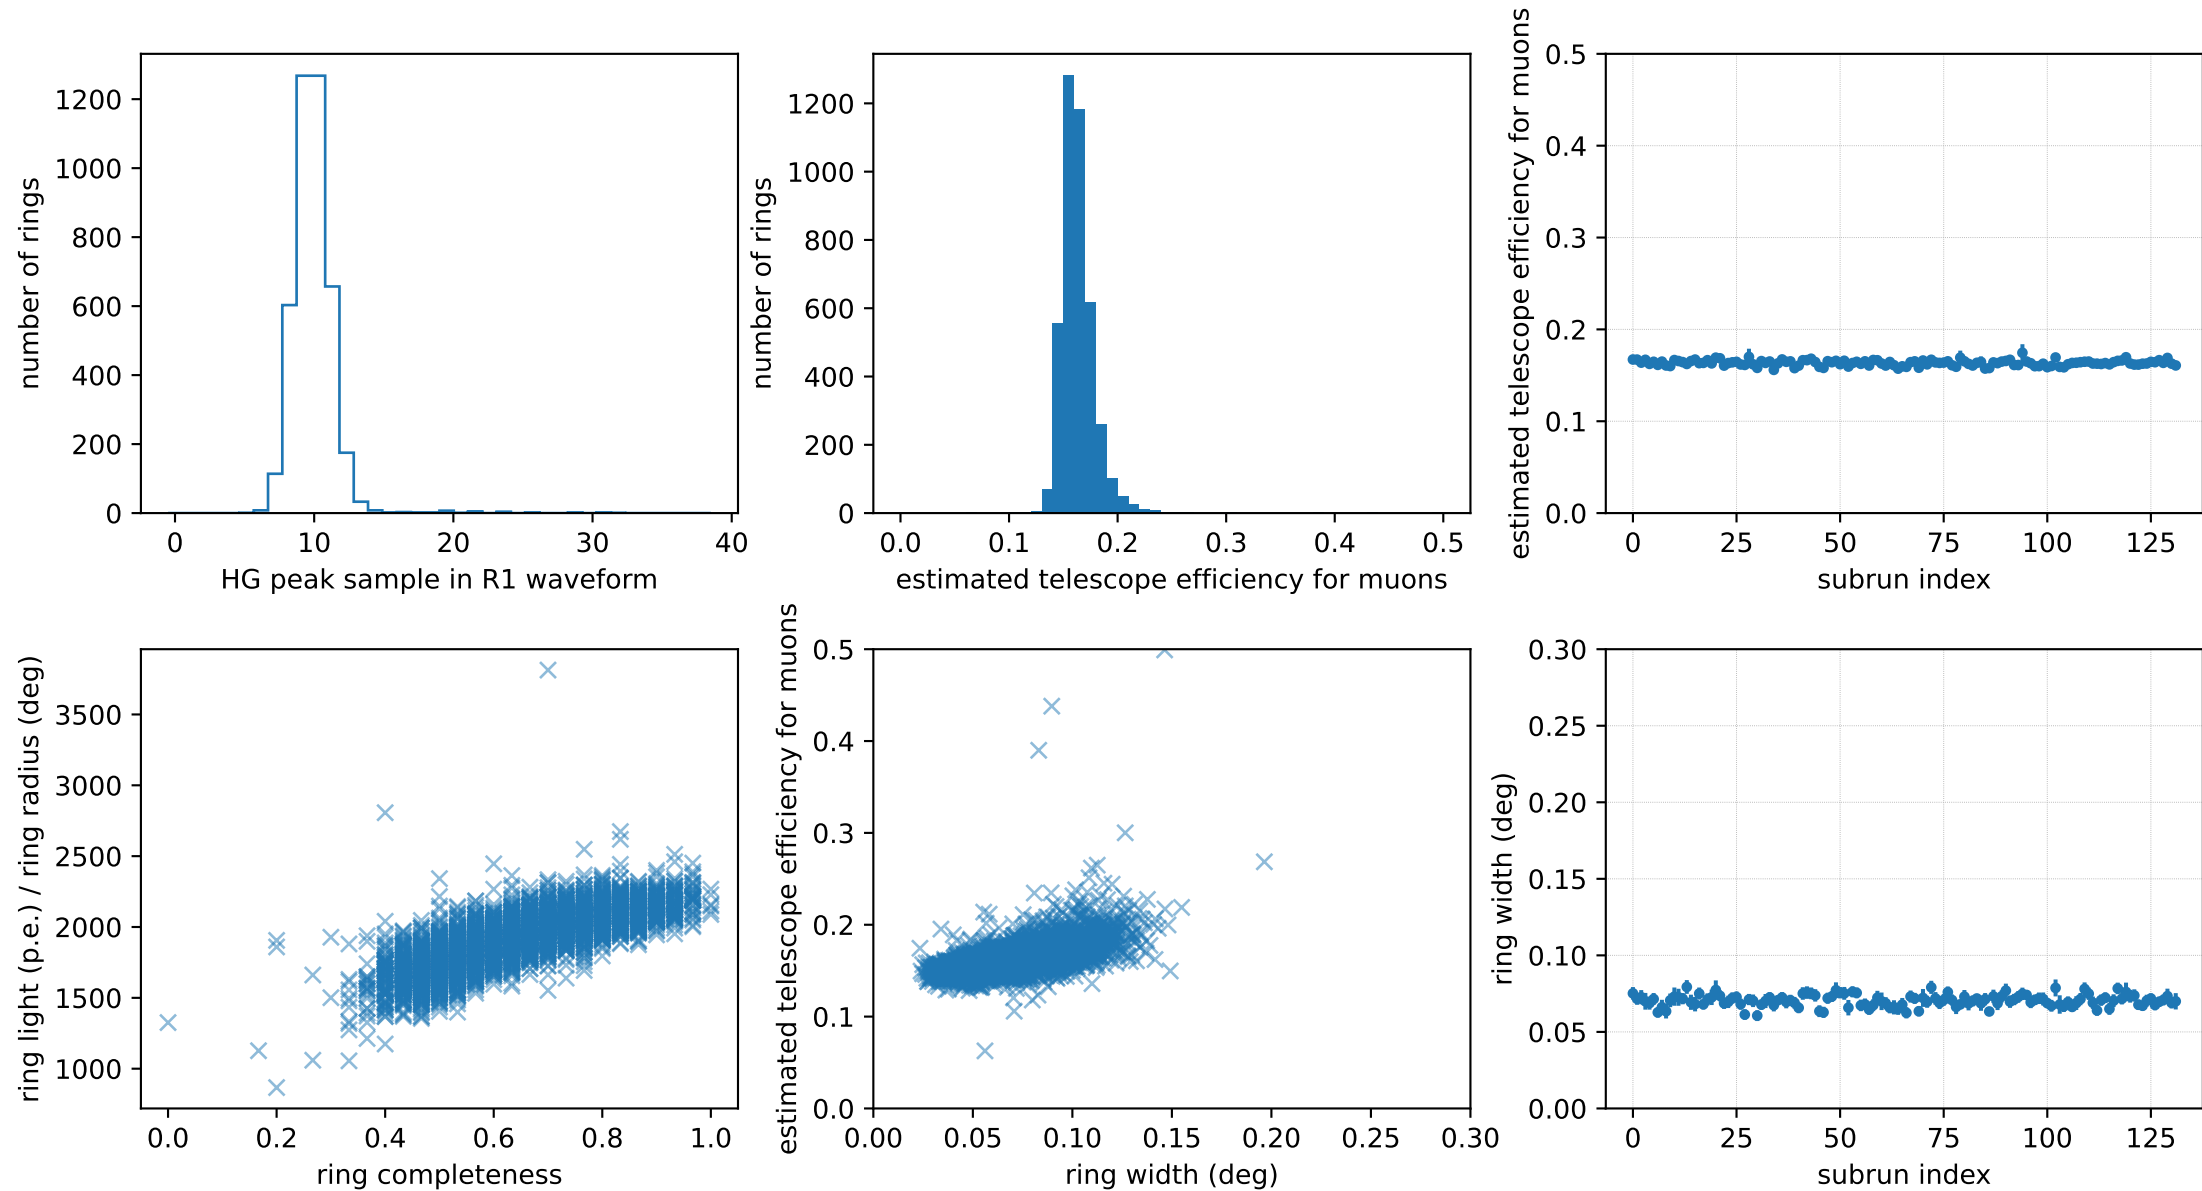 1200
1000
800
600
400
200
0
number of rings
0 10 20 30 40
HG peak sample in R1 waveform
1200
1000
800
600
400
200
0
number of rings
0.0 0.1 0.2 0.3 0.4 0.5
estimated telescope efficiency for muons
0.5
0.4
0.3
0.2
0.1
0.0
estimated telescope efficiency for muons
0 25 50 75 100 125
subrun index
3500
3000
2500
2000
1500
1000
ring light (p.e.) / ring radius (deg)
0.0 0.2 0.4 0.6 0.8 1.0
ring completeness
0.5
0.4
0.3
0.2
0.1
0.0
estimated telescope efficiency for muons
0.00 0.05 0.10 0.15 0.20 0.25 0.30
ring width (deg)
0.30
0.25
0.20
0.15
0.10
0.05
0.00
ring width (deg)
0 25 50 75 100 125
subrun index